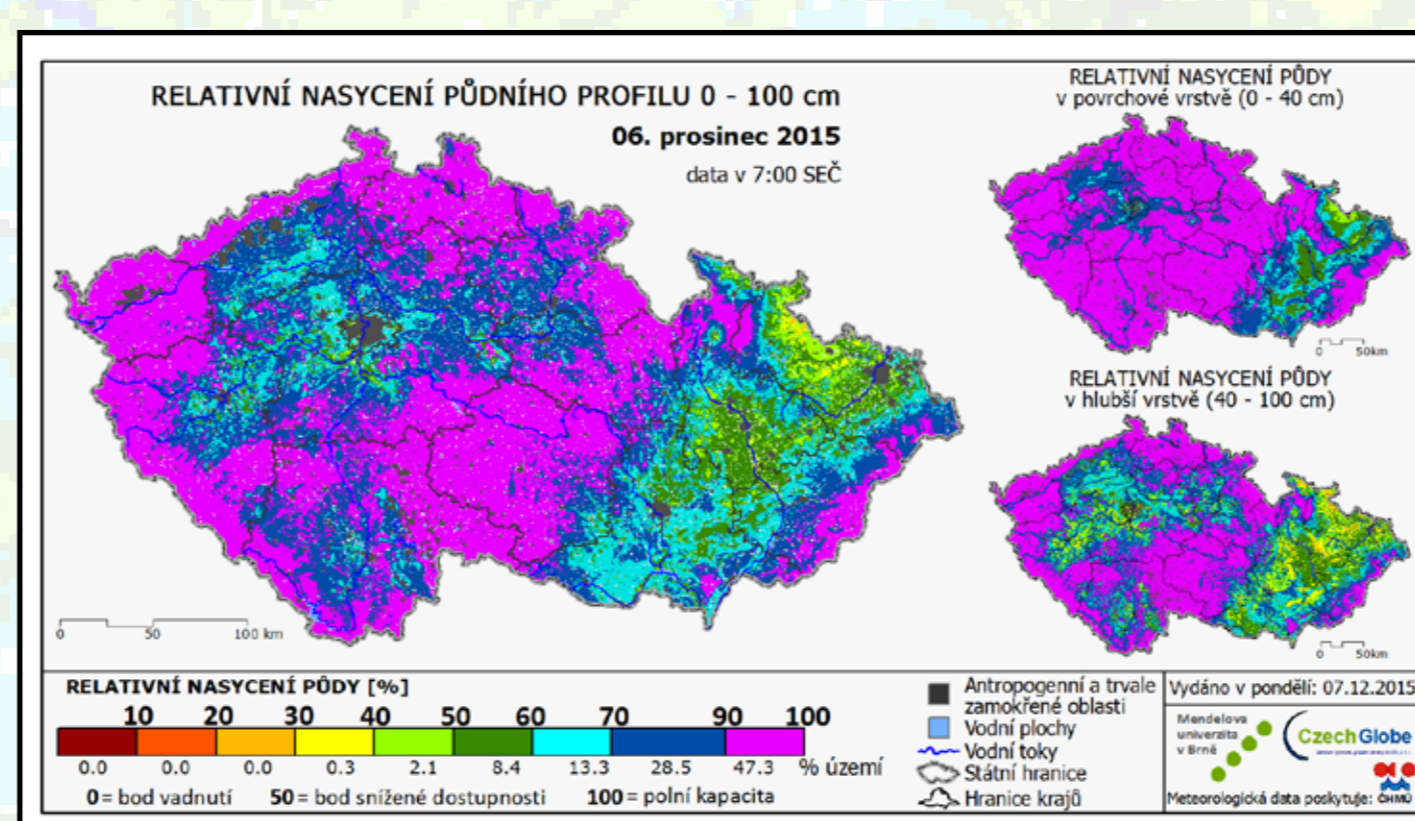 RELATIVNÍ NASYCENÍ PŮDNÍHO PROFILU 0 - 100 cm
06. prosinec 2015
data v 7:00 SEČ
0 50 100 km
RELATIVNÍ NASYCENÍ PŮDY
v povrchové vrstvě (0 - 40 cm)
0 50km
RELATIVNÍ NASYCENÍ PŮDY
v hlubší vrstvě (40 - 100 cm)
0 50km
RELATIVNÍ NASYCENÍ PŮDY [%]
10 20 30 40 50 60 70 90 100
0.0 0.0 0.0 0.3 2.1 8.4 13.3 28.5 47.3 % území
0= bod vadnutí 50 = bod snížené dostupnosti 100 = polní kapacita
Antropogenní a trvale
zamokřené oblasti
Vodní plochy
Vodní toky
Státní hranice
Hranice krajů
Vydáno v pondělí: 07.12.2015
Mendelova
univerzita
v Brně
CzechGlobe
Meteorologická data poskytuje: ČHMÚ